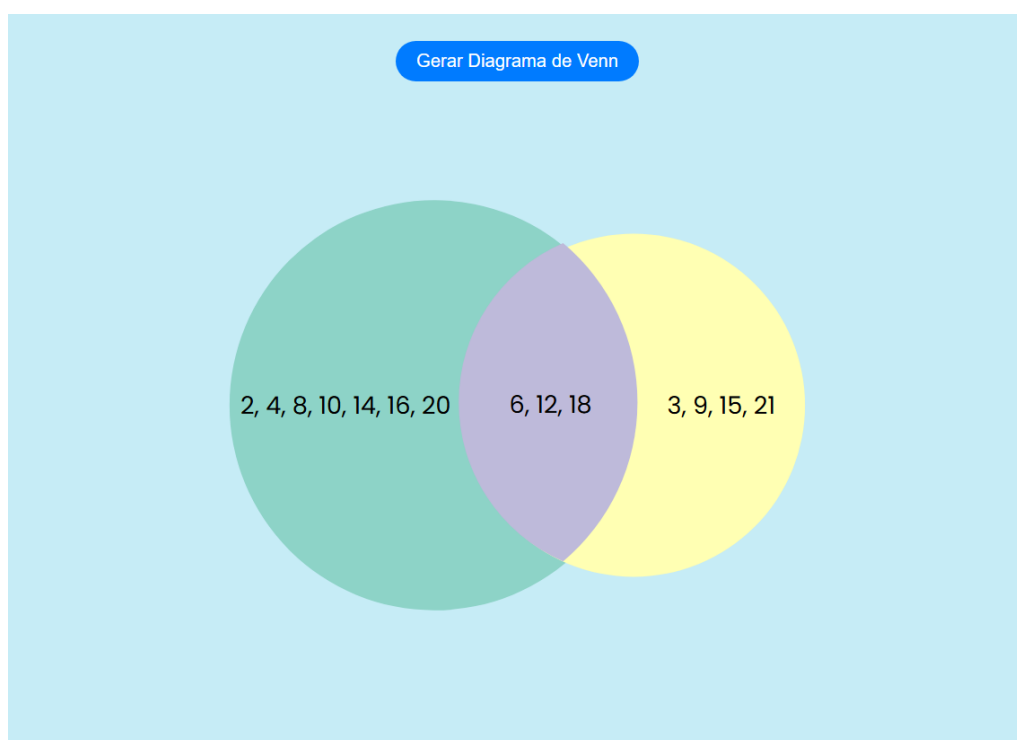 Gerar Diagrama de Venn
2, 4, 8, 10, 14, 16, 20
6, 12, 18
3, 9, 15, 21